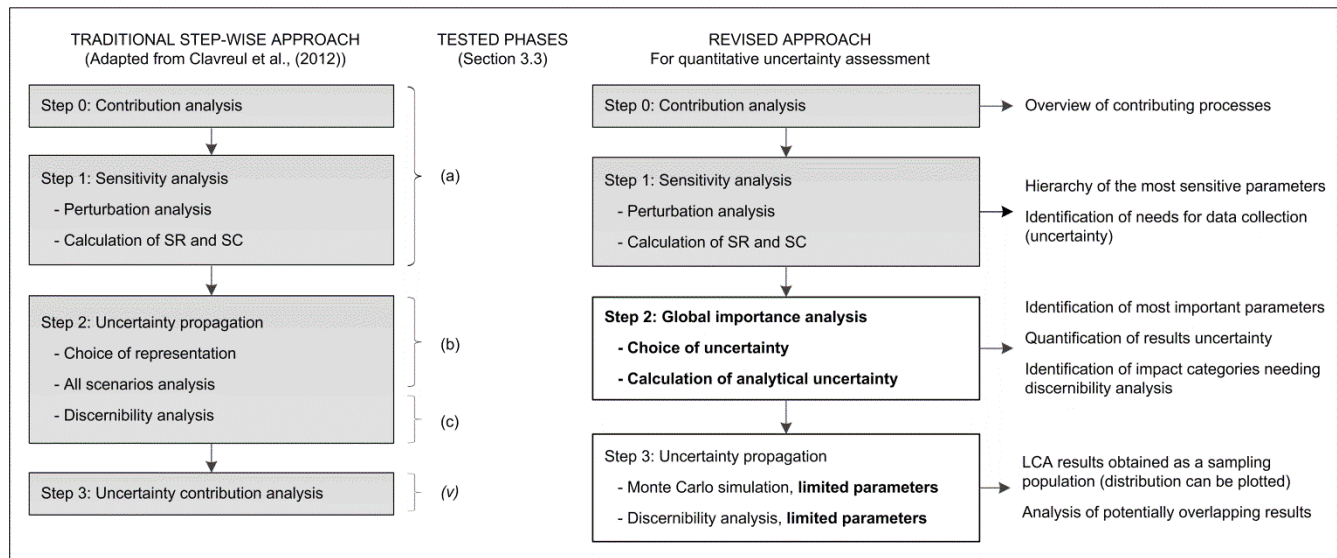 TRADITIONAL STEP-WISE APPROACH
(Adapted from Clavreul et al., (2012))
Step 0: Contribution analysis
Step 1: Sensitivity analysis
- Perturbation analysis
- Calculation of SR and SC
Step 2: Uncertainty propagation
- Choice of representation
- All scenarios analysis
- Discernibility analysis
Step 3: Uncertainty contribution analysis
TESTED PHASES
(Section 3.3)
(a)
(b)
(c)
(v)
REVISED APPROACH
For quantitative uncertainty assessment
Step 0: Contribution analysis
Overview of contributing processes
Step 1: Sensitivity analysis
- Perturbation analysis
- Calculation of SR and SC
Hierarchy of the most sensitive parameters
Identification of needs for data collection
(uncertainty)
Step 2: Global importance analysis
- Choice of uncertainty
- Calculation of analytical uncertainty
Identification of most important parameters
Quantification of results uncertainty
Identification of impact categories needing
discernibility analysis
Step 3: Uncertainty propagation
- Monte Carlo simulation, limited parameters
- Discernibility analysis, limited parameters
LCA results obtained as a sampling
population (distribution can be plotted)
Analysis of potentially overlapping results